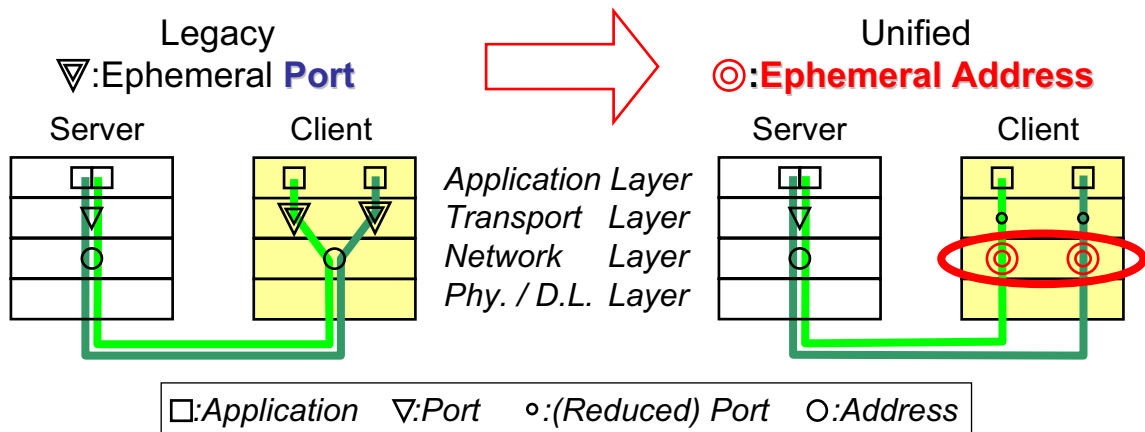 Legacy
:Ephemeral Port
Unified
:Ephemeral Address
Server Client
Server Client
Application Layer
Transport Layer
Network Layer
Phy. / D.L. Layer
:Application :Port :(Reduced) Port :Address